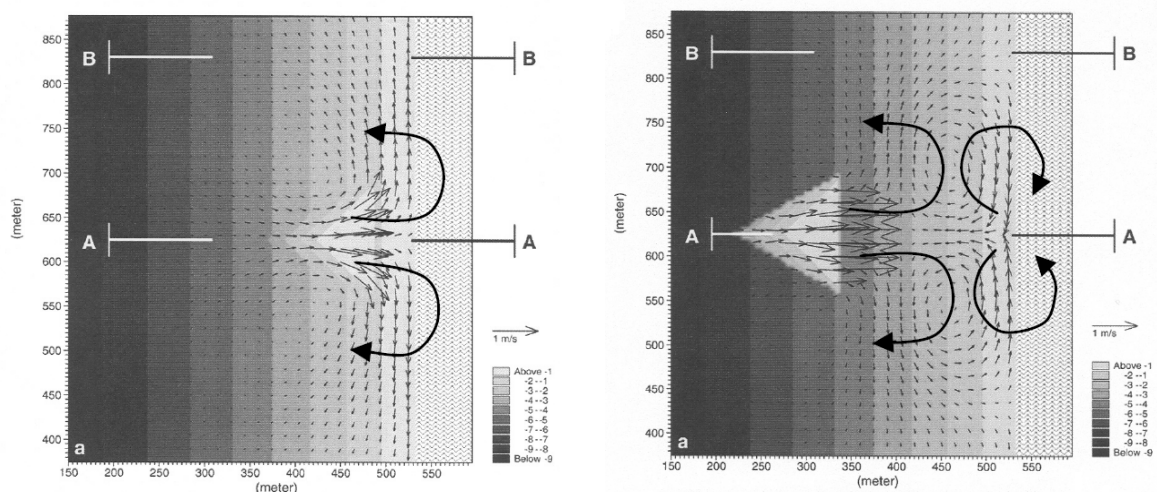 850
800
750
700
650
600
550
500
450
400
(meter)
B
B
A
A
a
1 m/s
Above -1
-2 --1
-3 --2
-4 --3
-5 --4
-6 --5
-7 --6
-8 --7
-9 --8
Below -9
150 200 250 300 350 400 450 500 550
(meter)
850
800
750
700
650
600
550
500
450
400
(meter)
B
B
A
A
a
1 m/s
Above -1
-2 --1
-3 --2
-4 --3
-5 --4
-6 --5
-7 --6
-8 --7
-9 --8
Below -9
150 200 250 300 350 400 450 500 550
(meter)